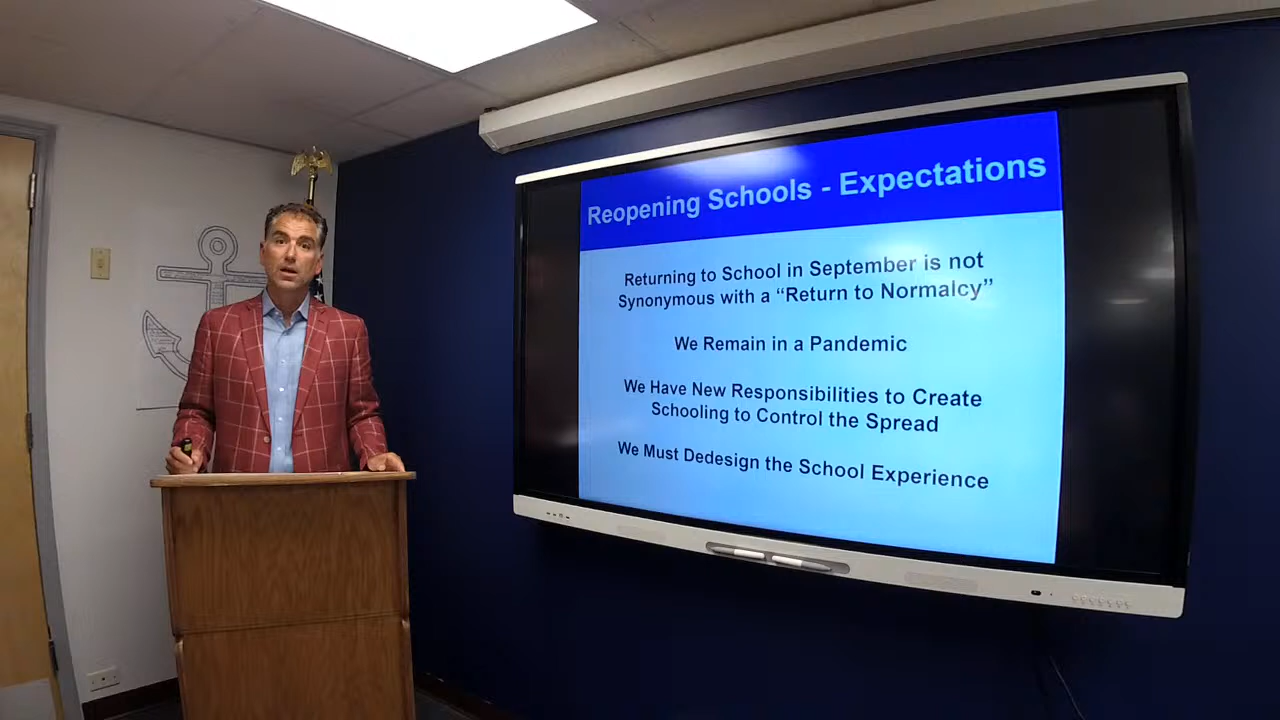 Reopening Schools - Expectations
Returning to School in September is not
Synonymous with a “Return to Normalcy”
We Remain in a Pandemic
We Have New Responsibilities to Create
Schooling to Control the Spread
We Must Dedesign the School Experience